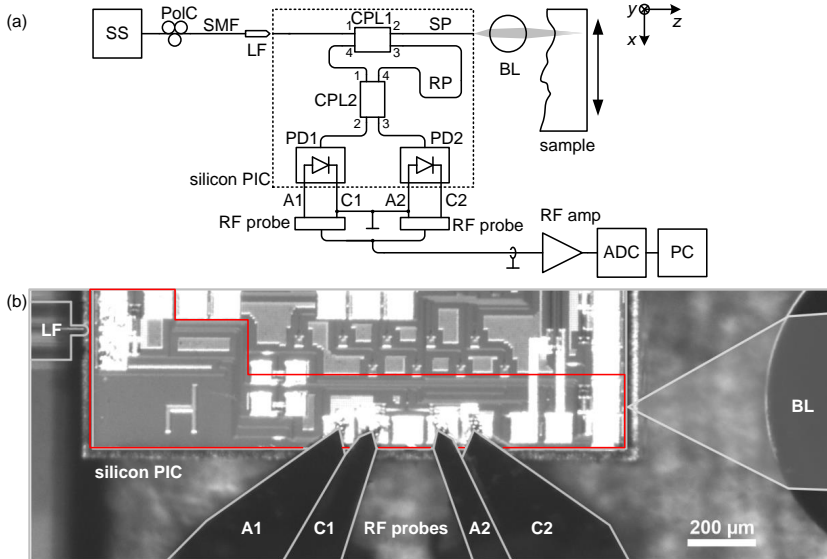 (a)
SS
PolC
SMF
LF
CPL1
1
2
4
3
SP
RP
1
4
CPL2
2
3
PD1
PD2
silicon PIC
A1
C1
A2
C2
RF probe
RF probe
RF amp
ADC
PC
BL
sample
y
z
x
(b)
LF
BL
silicon PIC
A1
C1
RF probes
A2
C2
200 µm